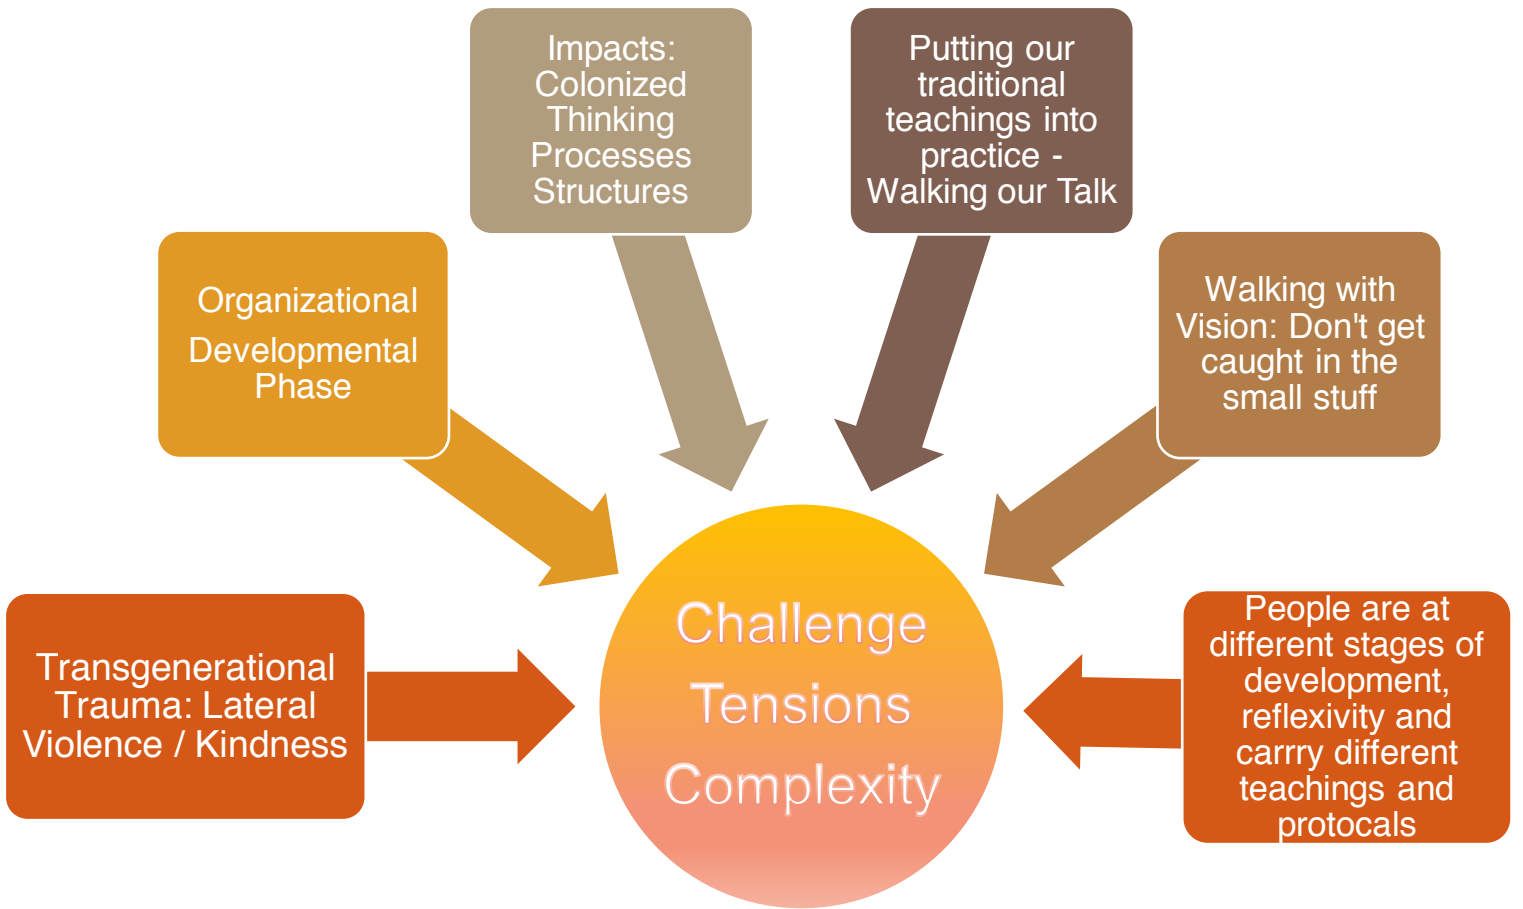 Impacts:
Colonized
Thinking
Processes
Structures
Putting our
traditional
teachings into
practice -
Walking our Talk
Organizational
Developmental
Phase
Walking with
Vision: Don't get
caught in the
small stuff
Transgenerational
Trauma: Lateral
Violence / Kindness
Challenge
Tensions
Complexity
People are at
different stages of
development,
reflexivity and
carrry different
teachings and
protocals